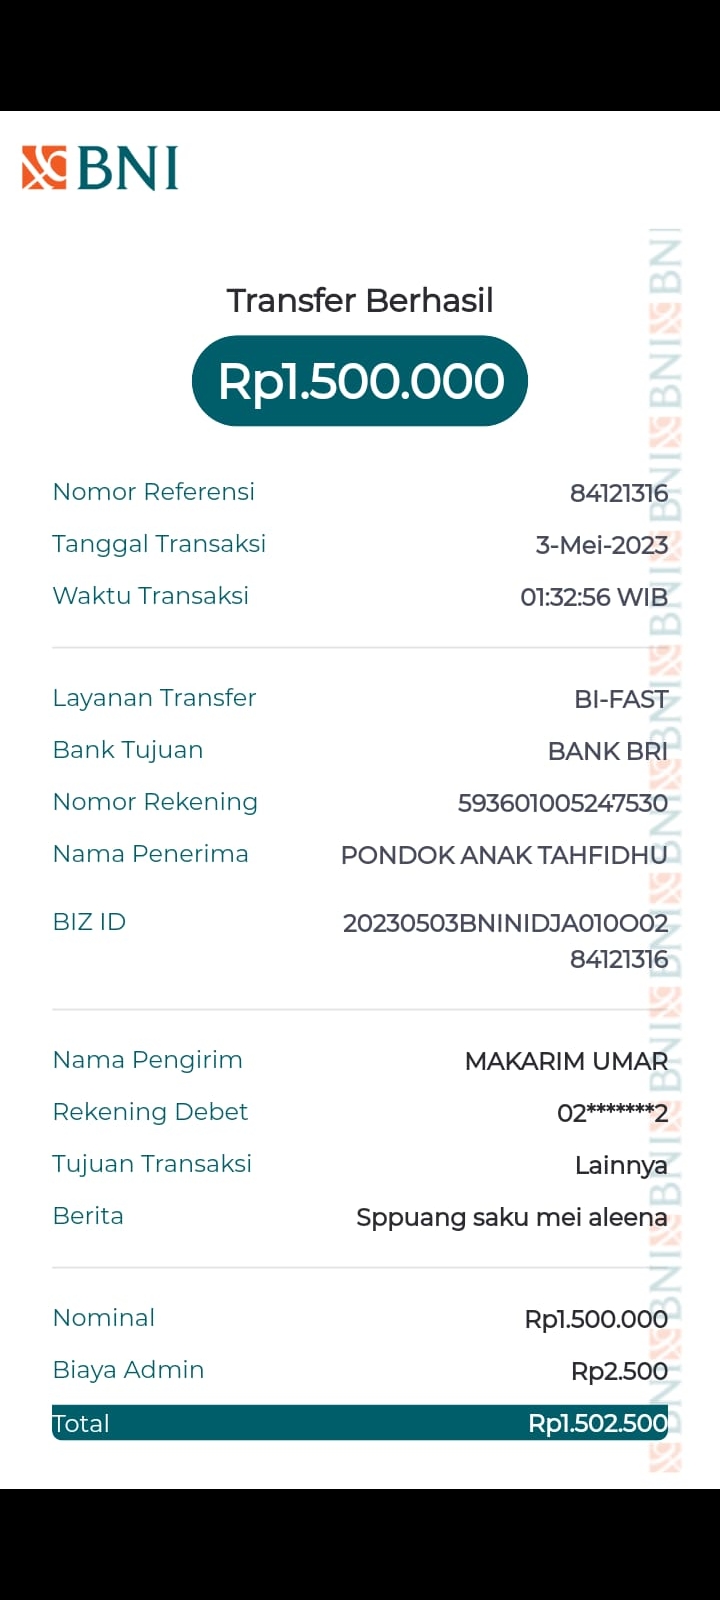 BNI
Transfer Berhasil
Rp1.500.000
Nomor Referensi 84121316
Tanggal Transaksi 3-Mei-2023
Waktu Transaksi 01:32:56 WIB
Layanan Transfer BI-FAST
Bank Tujuan BANK BRI
Nomor Rekening 593601005247530
Nama Penerima PONDOK ANAK TAHFIDHU
BIZ ID 20230503BNINIDJA010O02
84121316
Nama Pengirim MAKARIM UMAR
Rekening Debet 02*******2
Tujuan Transaksi Lainnya
Berita Sppuang saku mei aleena
Nominal Rp1.500.000
Biaya Admin Rp2.500
Total Rp1.502.500
BNI BNI BNI BNI BNI BNI BNI BNI BNI BNI BNI